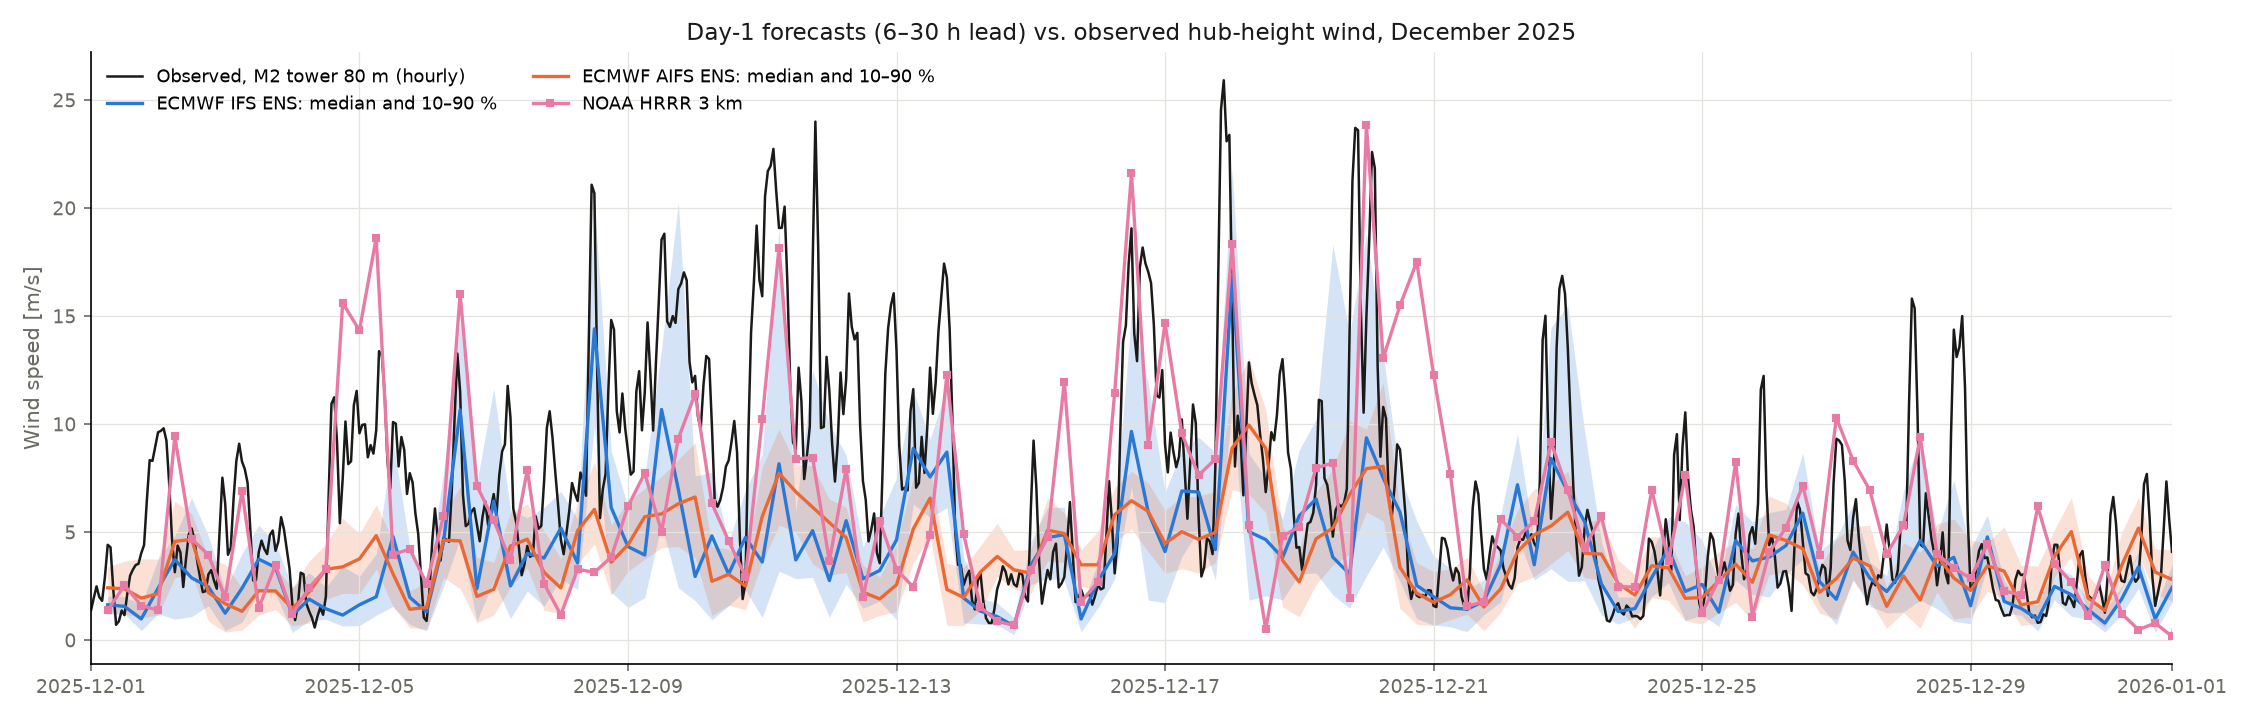 Day-1 forecasts (6–30 h lead) vs. observed hub-height wind, December 2025
Observed, M2 tower 80 m (hourly)
ECMWF IFS ENS: median and 10–90 %
ECMWF AIFS ENS: median and 10–90 %
NOAA HRRR 3 km
Wind speed [m/s]
25
20
15
10
5
0
2025-12-01
2025-12-05
2025-12-09
2025-12-13
2025-12-17
2025-12-21
2025-12-25
2025-12-29
2026-01-01